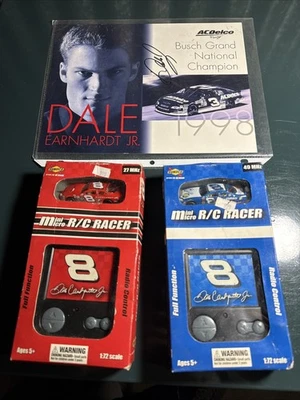 ACDelco
Busch Grand
National
Champion
3
DALE
EARNHARDT JR.
1998
27 MHz
Mini
Micro R/C RACER
8
Full Function
Radio Control
WARNING
Ages 5+
1:72 scale
49 MHz
Mini
Micro R/C RACER
8
Full Function
Radio Control
WARNING
Ages 5+
1:72 scale